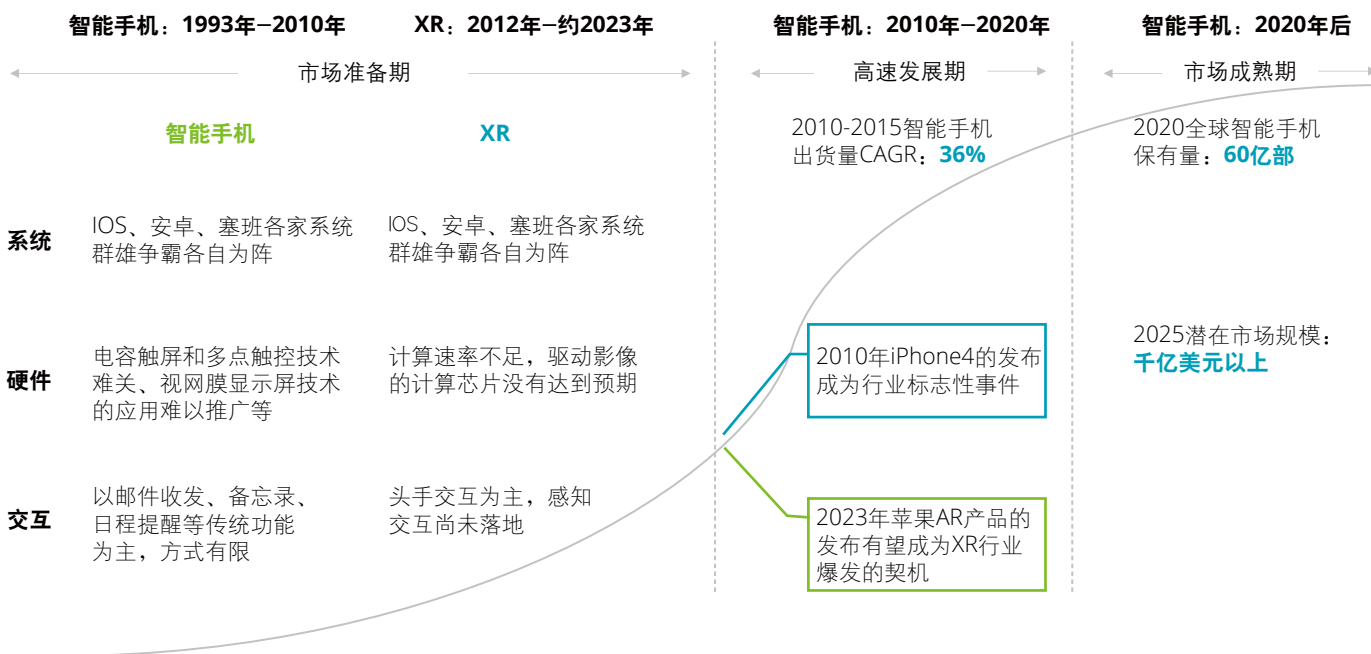 智能手机：1993年—2010年
XR：2012年—约2023年
智能手机：2010年—2020年
智能手机：2020年后
市场准备期
高速发展期
市场成熟期
智能手机
XR
2010-2015智能手机
出货量CAGR：36%
2020全球智能手机
保有量：60亿部
系统
IOS、安卓、塞班各家系统
群雄争霸各自为阵
IOS、安卓、塞班各家系统
群雄争霸各自为阵
硬件
电容触屏和多点触控技术
难关、视网膜显示屏技术
的应用难以推广等
计算速率不足，驱动影像
的计算芯片没有达到预期
2010年iPhone4的发布
成为行业标志性事件
2025潜在市场规模：
千亿美元以上
交互
以邮件收发、备忘录、
日程提醒等传统功能
为主，方式有限
头手交互为主，感知
交互尚未落地
2023年苹果AR产品的
发布有望成为XR行业
爆发的契机